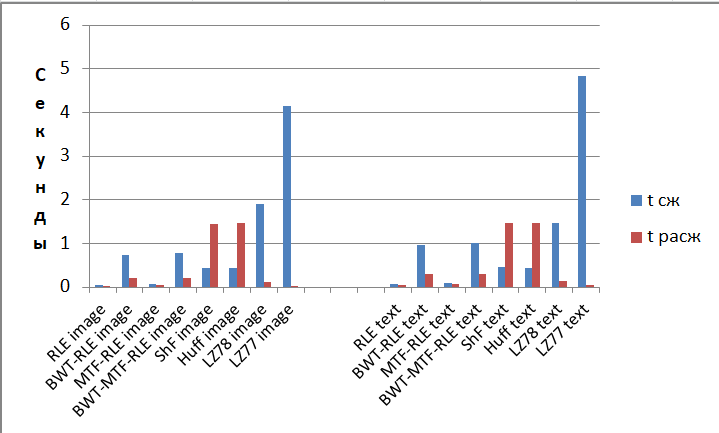 6
5
4
3
2
1
0
Секунды
RLE image
BWT-RLE image
MTF-RLE image
BWT-MTF-RLE image
ShF image
Huff image
LZ78 image
LZ77 image
RLE text
BWT-RLE text
MTF-RLE text
BWT-MTF-RLE text
ShF text
Huff text
LZ78 text
LZ77 text
t сж
t расж